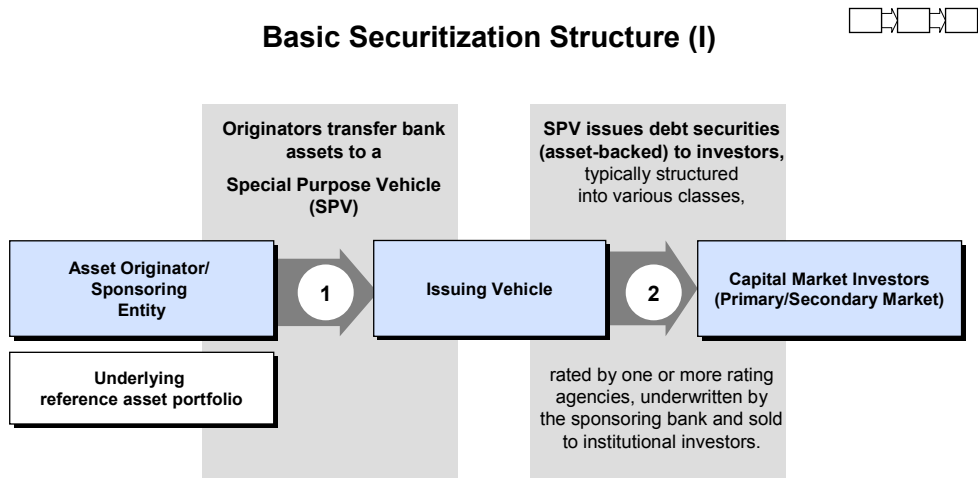 Basic Securitization Structure (I)
Originators transfer bank
assets to a
Special Purpose Vehicle
(SPV)
SPV issues debt securities
(asset-backed) to investors,
typically structured
into various classes,
Asset Originator/
Sponsoring
Entity
1
Issuing Vehicle
2
Capital Market Investors
(Primary/Secondary Market)
Underlying
reference asset portfolio
rated by one or more rating
agencies, underwritten by
the sponsoring bank and sold
to institutional investors.